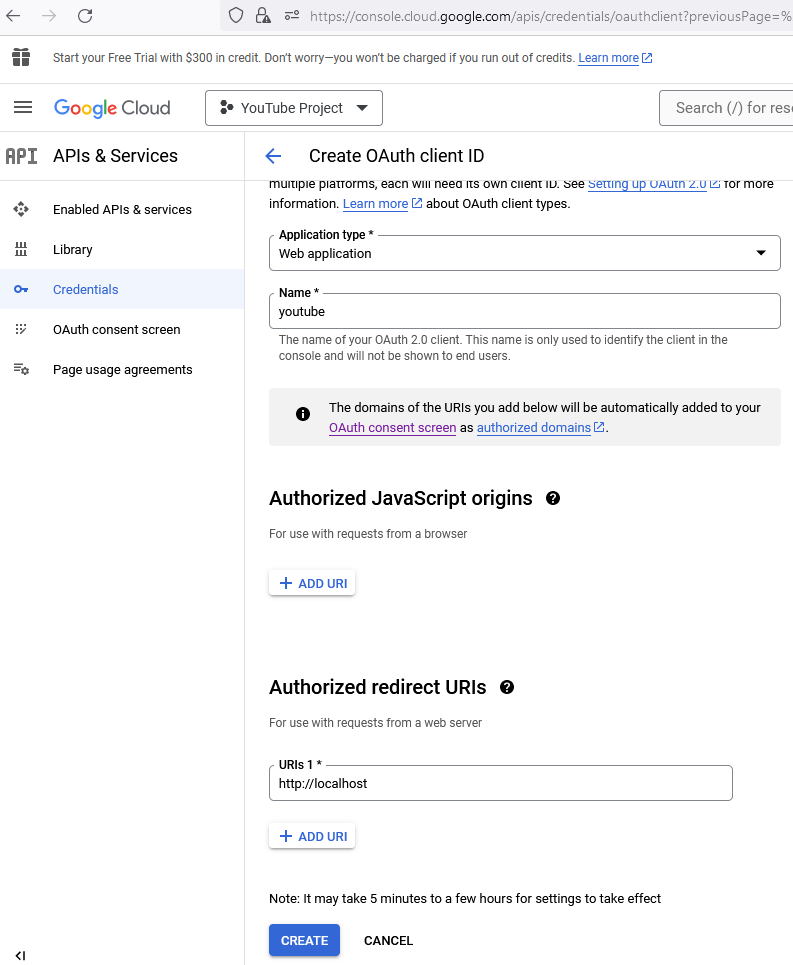 https://console.cloud.google.com/apis/credentials/oauthclient?previousPage=%
Start your Free Trial with $300 in credit. Don't worry—you won't be charged if you run out of credits. Learn more
Google Cloud
YouTube Project
Search (/) for reso
API APIs & Services
Create OAuth client ID
Enabled APIs & services
Library
Credentials
OAuth consent screen
Page usage agreements
multiple platforms, each will need its own client ID. See Setting up OAuth 2.0 for more
information. Learn more about OAuth client types.
Application type *
Web application
Name *
youtube
The name of your OAuth 2.0 client. This name is only used to identify the client in the
console and will not be shown to end users.
The domains of the URIs you add below will be automatically added to your
OAuth consent screen as authorized domains.
Authorized JavaScript origins
For use with requests from a browser
+ ADD URI
Authorized redirect URIs
For use with requests from a web server
URIs 1 *
http://localhost
+ ADD URI
Note: It may take 5 minutes to a few hours for settings to take effect
CREATE
CANCEL